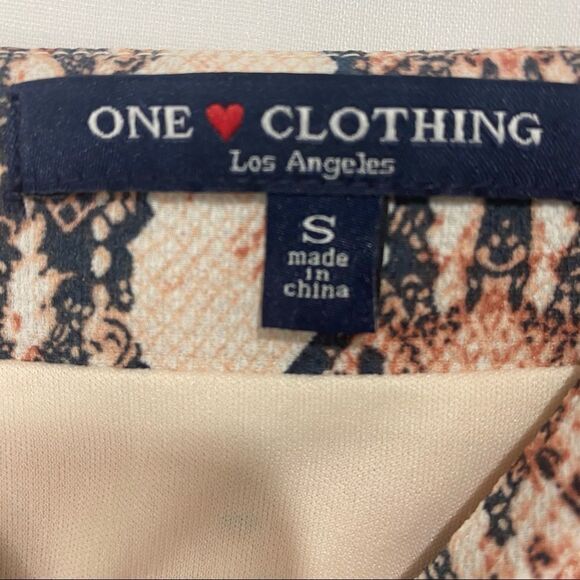 ONE ❤ CLOTHING
Los Angeles
S
made
in
china